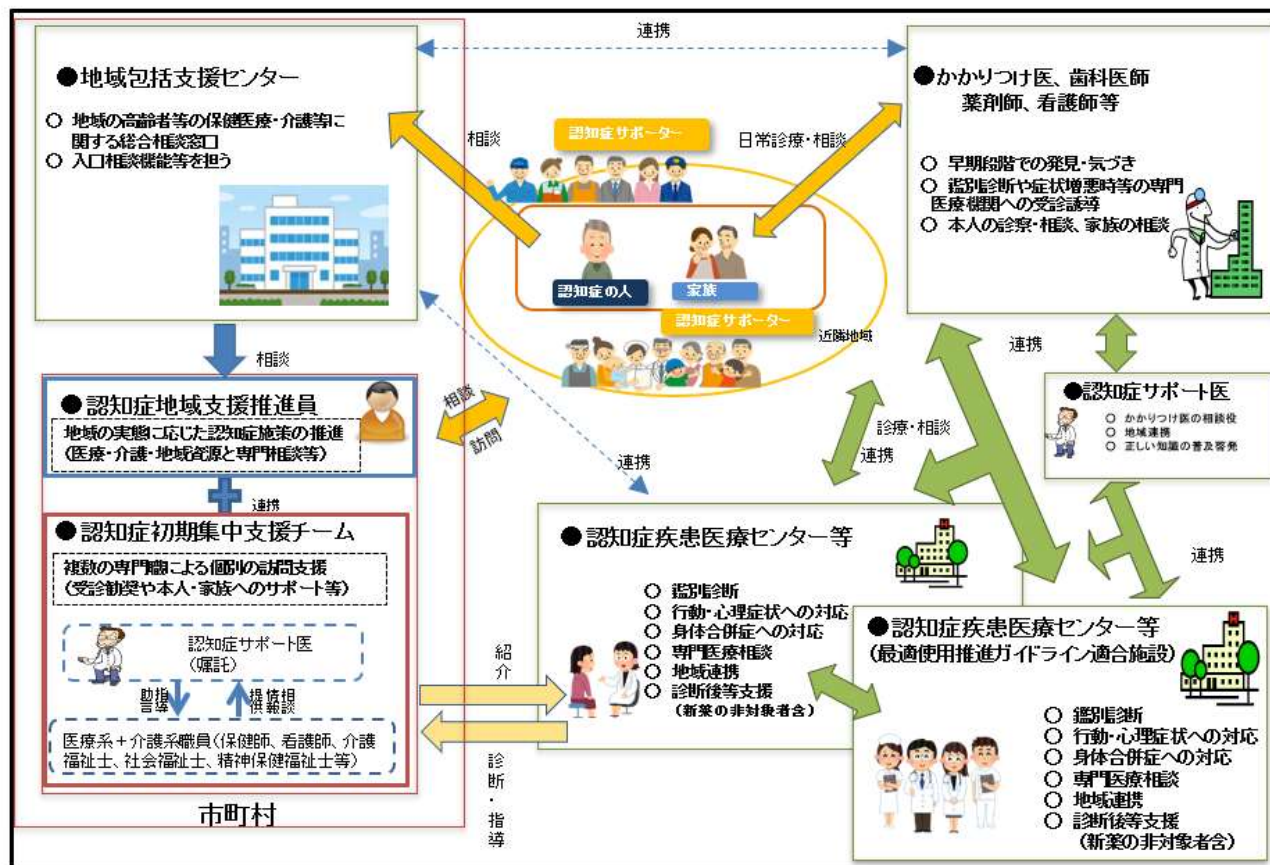 連携
●地域包括支援センター
○ 地域の高齢者等の保健医療・介護等に
関する総合相談窓口
○ 入口相談機能等を担う
相談
認知症サポーター
日常診療・相談
●かかりつけ医、歯科医師
薬剤師、看護師等
○ 早期段階での発見・気づき
○ 鑑別診断や症状増悪時等の専門
医療機関への受診誘導
○ 本人の診察・相談、家族の相談
認知症の人
家族
認知症サポーター
近隣地域
相談
●認知症地域支援推進員
地域の実態に応じた認知症施策の推進
(医療・介護・地域資源と専門相談等)
相談
訪問
連携
連携
診療・相談
連携
連携
●認知症サポート医
○ かかりつけ医の相談役
○ 地域連携
○ 正しい知識の普及啓発
連携
●認知症初期集中支援チーム
複数の専門職による個別の訪問支援
(受診勧奨や本人・家族へのサポート等)
認知症サポート医
(嘱託)
指導
助言
相談
情報
提供
医療系+介護系職員(保健師、看護師、介護
福祉士、社会福祉士、精神保健福祉士等)
市町村
紹介
診断・指導
●認知症疾患医療センター等
○ 鑑別診断
○ 行動・心理症状への対応
○ 身体合併症への対応
○ 専門医療相談
○ 地域連携
○ 診断後等支援
(新薬の非対象者含)
●認知症疾患医療センター等
(最適使用推進ガイドライン適合施設)
○ 鑑別診断
○ 行動・心理症状への対応
○ 身体合併症への対応
○ 専門医療相談
○ 地域連携
○ 診断後等支援
(新薬の非対象者含)